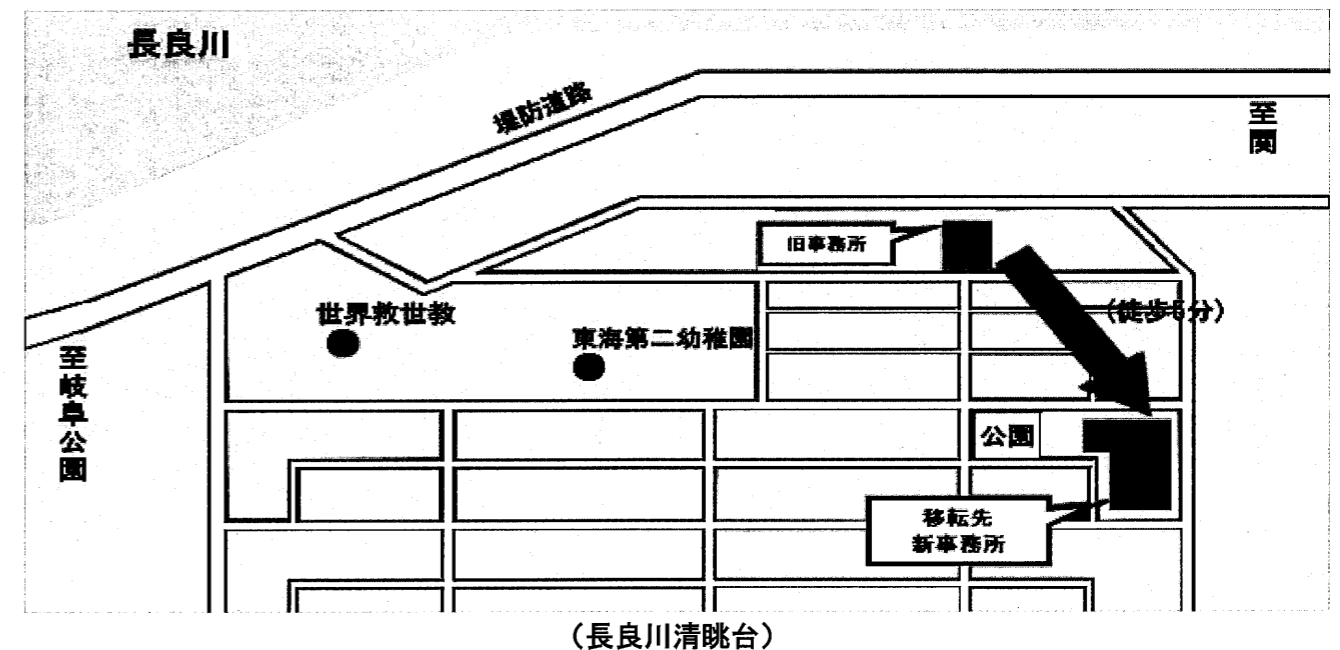 長良川
堤防道路
至関
旧事務所
(徒歩5分)
世界救世教
東海第二幼稚園
至岐阜公園
公園
移転先
新事務所
(長良川清眺台)